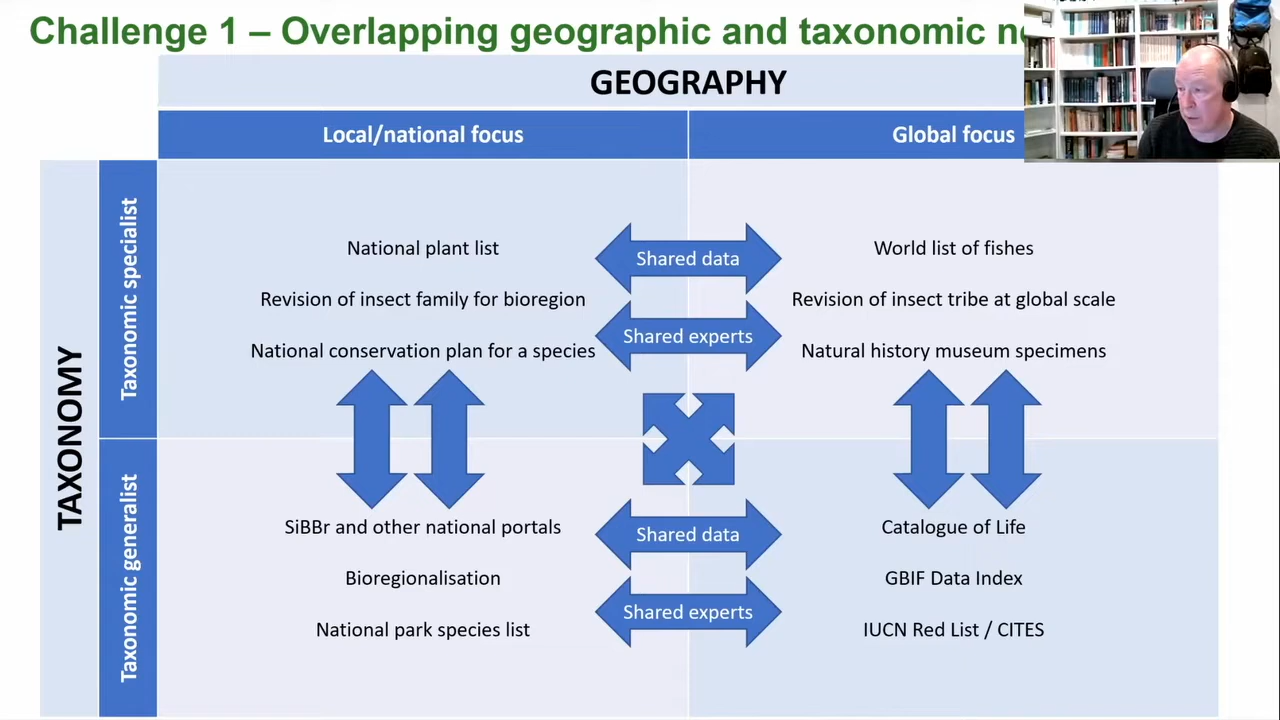 Challenge 1 – Overlapping geographic and taxonomic
GEOGRAPHY
Local/national focus
Global focus
TAXONOMY
Taxonomic specialist
National plant list
Revision of insect family for bioregion
National conservation plan for a species
Shared data
Shared experts
World list of fishes
Revision of insect tribe at global scale
Natural history museum specimens
Taxonomic generalist
SiBBr and other national portals
Bioregionalisation
National park species list
Shared data
Shared experts
Catalogue of Life
GBIF Data Index
IUCN Red List / CITES